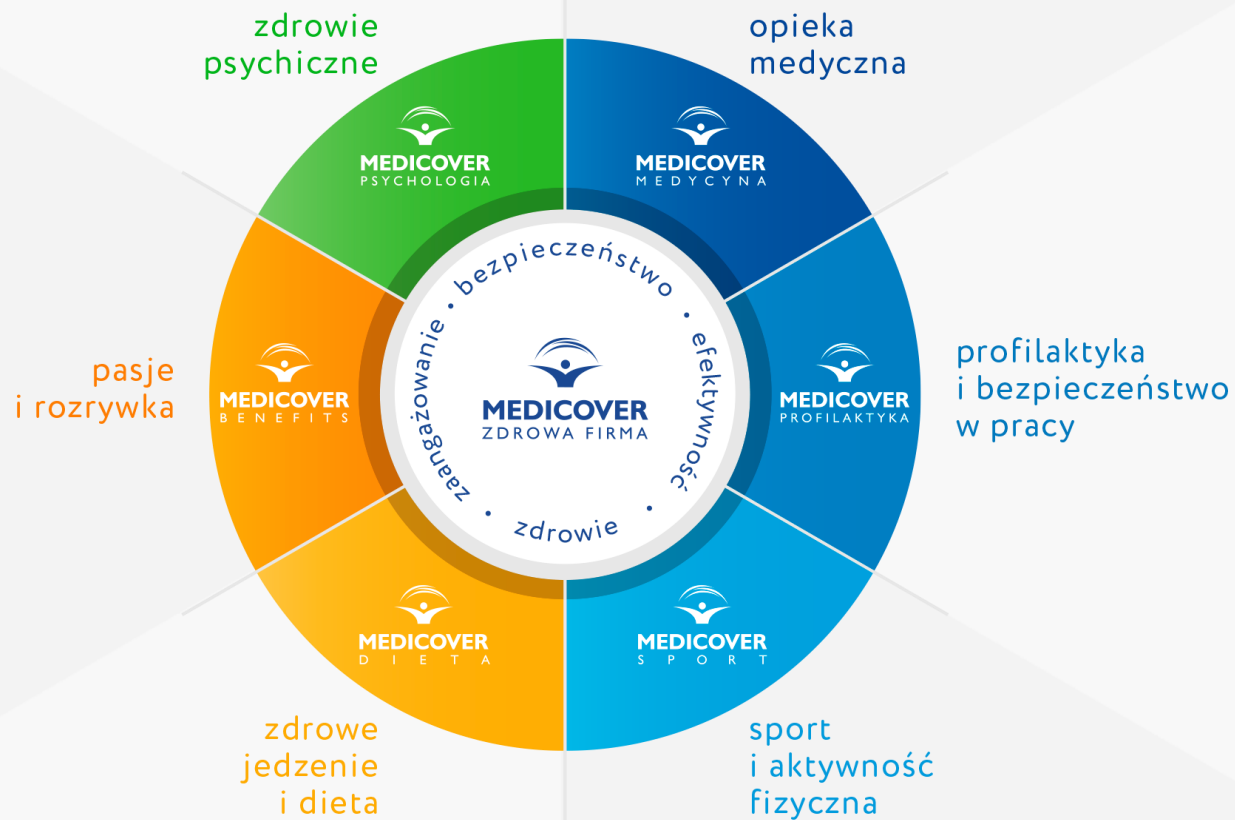 zdrowie
psychiczne
opieka
medyczna
MEDICOVER
PSYCHOLOGIA
MEDICOVER
MEDYCYNA
pasje
i rozrywka
MEDICOVER
BENEFITS
zaangażowanie • bezpieczeństwo • efektywność • zdrowie •
MEDICOVER
ZDROWA FIRMA
MEDICOVER
PROFILAKTYKA
profilaktyka
i bezpieczeństwo
w pracy
MEDICOVER
DIETA
MEDICOVER
SPORT
zdrowe
jedzenie
i dieta
sport
i aktywność
fizyczna